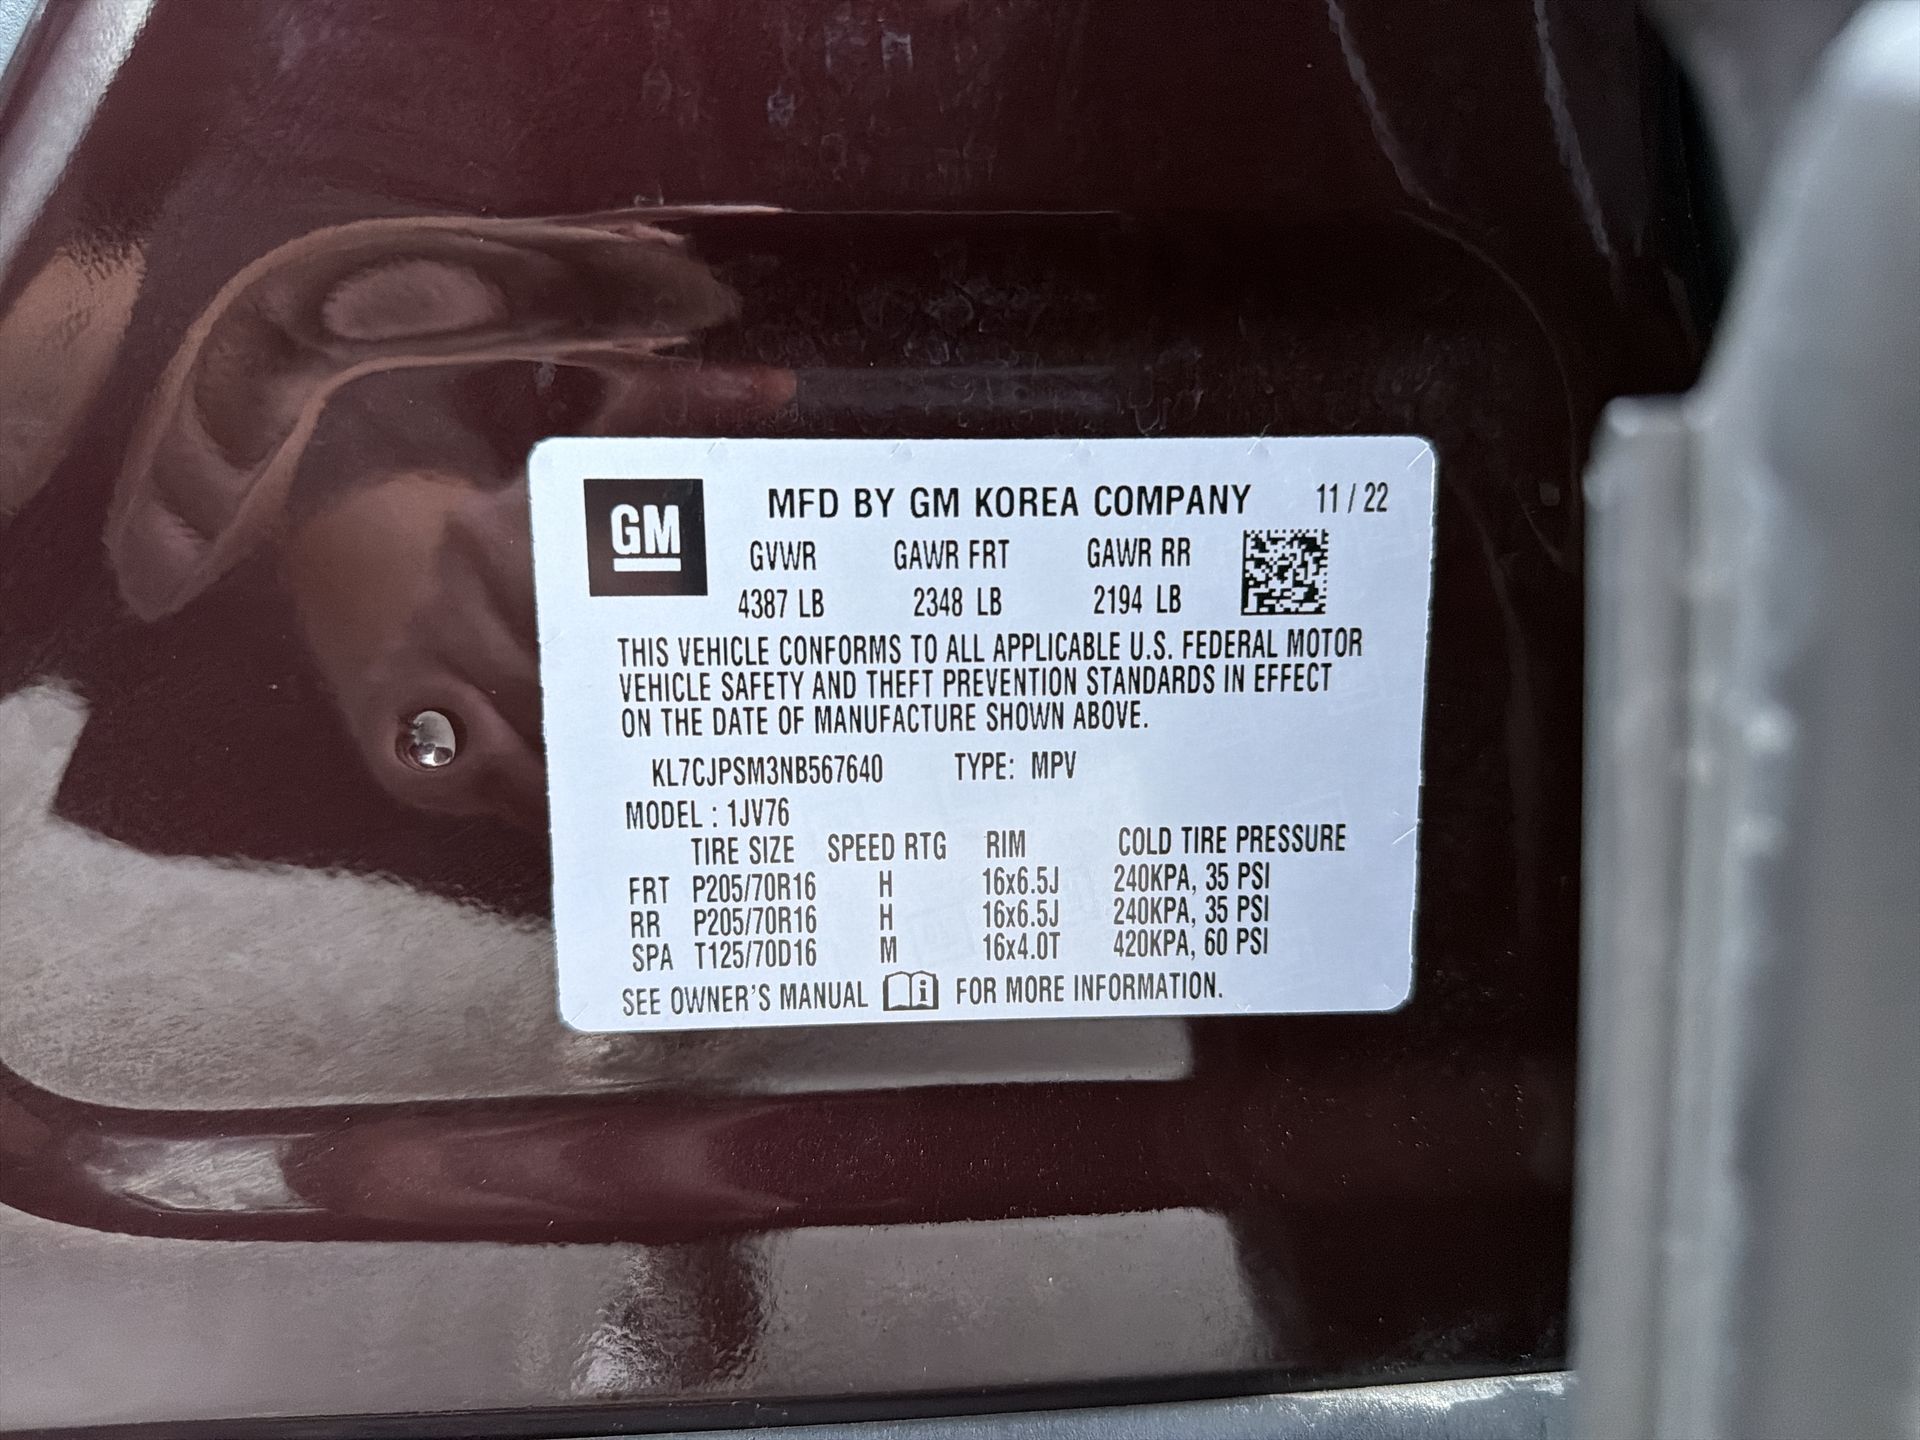 GM
MFD BY GM KOREA COMPANY 11 / 22
GVWR GAWR FRT GAWR RR
4387 LB 2348 LB 2194 LB
THIS VEHICLE CONFORMS TO ALL APPLICABLE U.S. FEDERAL MOTOR
VEHICLE SAFETY AND THEFT PREVENTION STANDARDS IN EFFECT
ON THE DATE OF MANUFACTURE SHOWN ABOVE.
KL7CJPSM3NB567640 TYPE: MPV
MODEL : 1JV76
TIRE SIZE SPEED RTG RIM COLD TIRE PRESSURE
FRT P205/70R16 H 16x6.5J 240KPA, 35 PSI
RR P205/70R16 H 16x6.5J 240KPA, 35 PSI
SPA T125/70D16 M 16x4.0T 420KPA, 60 PSI
SEE OWNER'S MANUAL i FOR MORE INFORMATION.